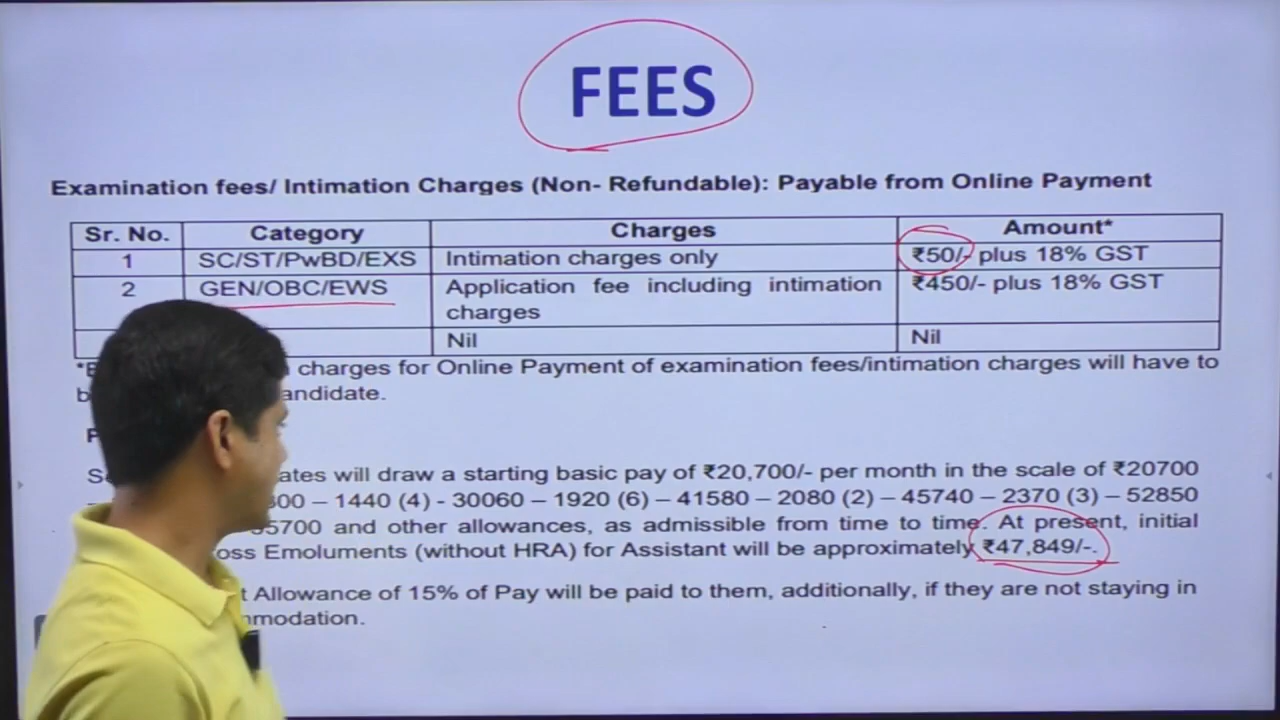 FEES
Examination fees/ Intimation Charges (Non- Refundable): Payable from Online Payment
Sr. No. Category Charges Amount*
1 SC/ST/PwBD/EXS Intimation charges only ₹50/- plus 18% GST
2 GEN/OBC/EWS Application fee including intimation ₹450/- plus 18% GST
charges
Nil Nil
charges for Online Payment of examination fees/intimation charges will have to
andidate.
will draw a starting basic pay of ₹20,700/- per month in the scale of ₹20700
– 1440 (4) - 30060 – 1920 (6) – 41580 – 2080 (2) – 45740 – 2370 (3) – 52850
5700 and other allowances, as admissible from time to time. At present, initial
oss Emoluments (without HRA) for Assistant will be approximately ₹47,849/-.
t Allowance of 15% of Pay will be paid to them, additionally, if they are not staying in
mmodation.